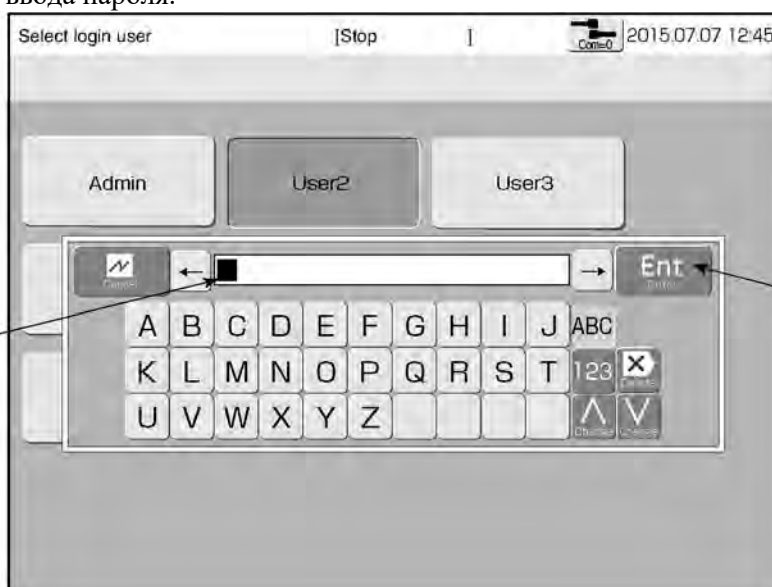 ввода пароля.
Select login user [Stop ] Com=0 2015.07.07 12:45
Admin User2 User3
Cancel ← → Ent
Enter
A B C D E F G H I J ABC
K L M N O P Q R S T 123 X
Delete
U V W X Y Z
Change Change